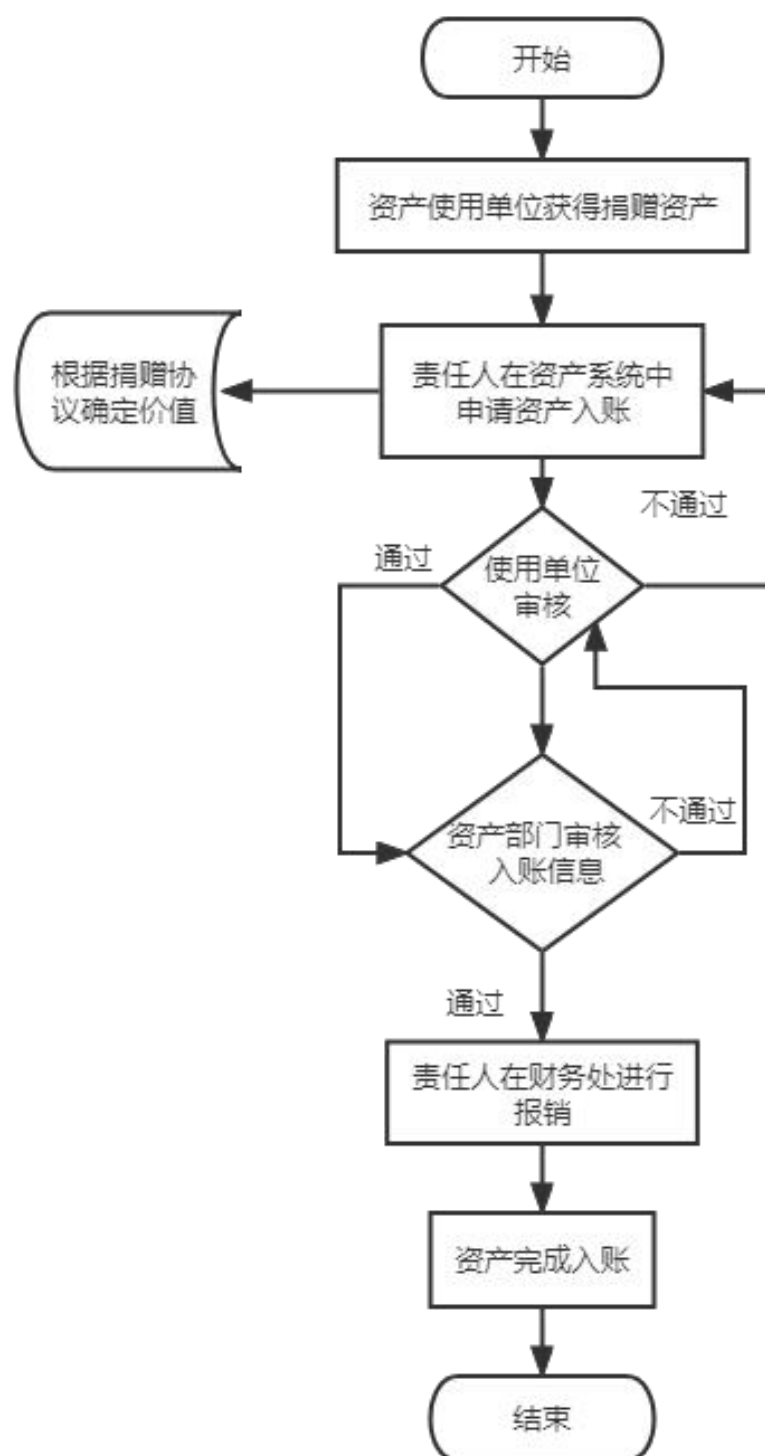 开始
资产使用单位获得捐赠资产
根据捐赠协
议确定价值
责任人在资产系统中
申请资产入账
不通过
通过
使用单位
审核
不通过
资产部门审核
入账信息
通过
责任人在财务处进行
报销
资产完成入账
结束